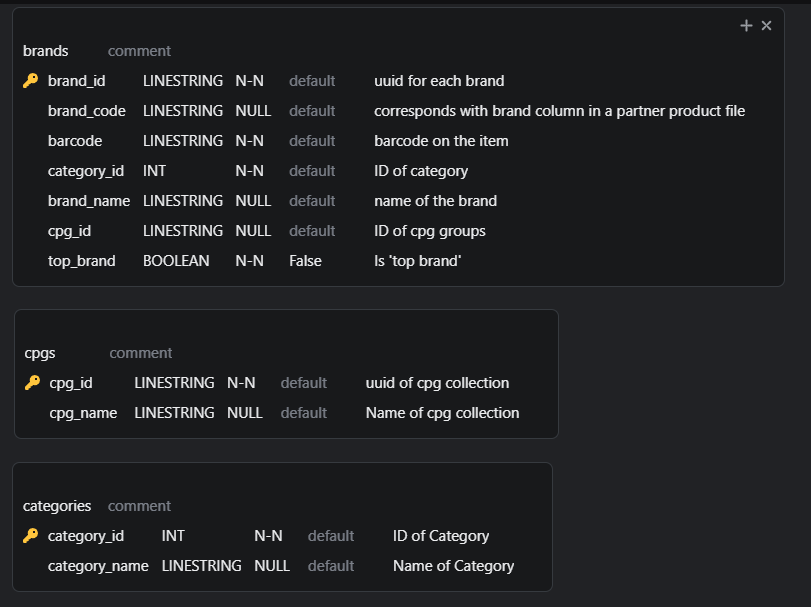 brands comment
brand_id LINESTRING N-N default uuid for each brand
brand_code LINESTRING NULL default corresponds with brand column in a partner product file
barcode LINESTRING N-N default barcode on the item
category_id INT N-N default ID of category
brand_name LINESTRING NULL default name of the brand
cpg_id LINESTRING NULL default ID of cpg groups
top_brand BOOLEAN N-N False Is 'top brand'
cpgs comment
cpg_id LINESTRING N-N default uuid of cpg collection
cpg_name LINESTRING NULL default Name of cpg collection
categories comment
category_id INT N-N default ID of Category
category_name LINESTRING NULL default Name of Category